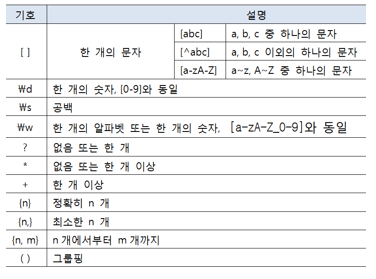 기호 설명
[ ] 한 개의 문자 [abc] a, b, c 중 하나의 문자
[^abc] a, b, c 이외의 하나의 문자
[a-zA-Z] a~z, A~Z 중 하나의 문자
₩d 한 개의 숫자, [0-9]와 동일
₩s 공백
₩w 한 개의 알파벳 또는 한 개의 숫자, [a-zA-Z_0-9]와 동일
? 없음 또는 한 개
* 없음 또는 한 개 이상
+ 한 개 이상
{n} 정확히 n 개
{n,} 최소한 n 개
{n, m} n개에서부터 m개까지
( ) 그룹핑